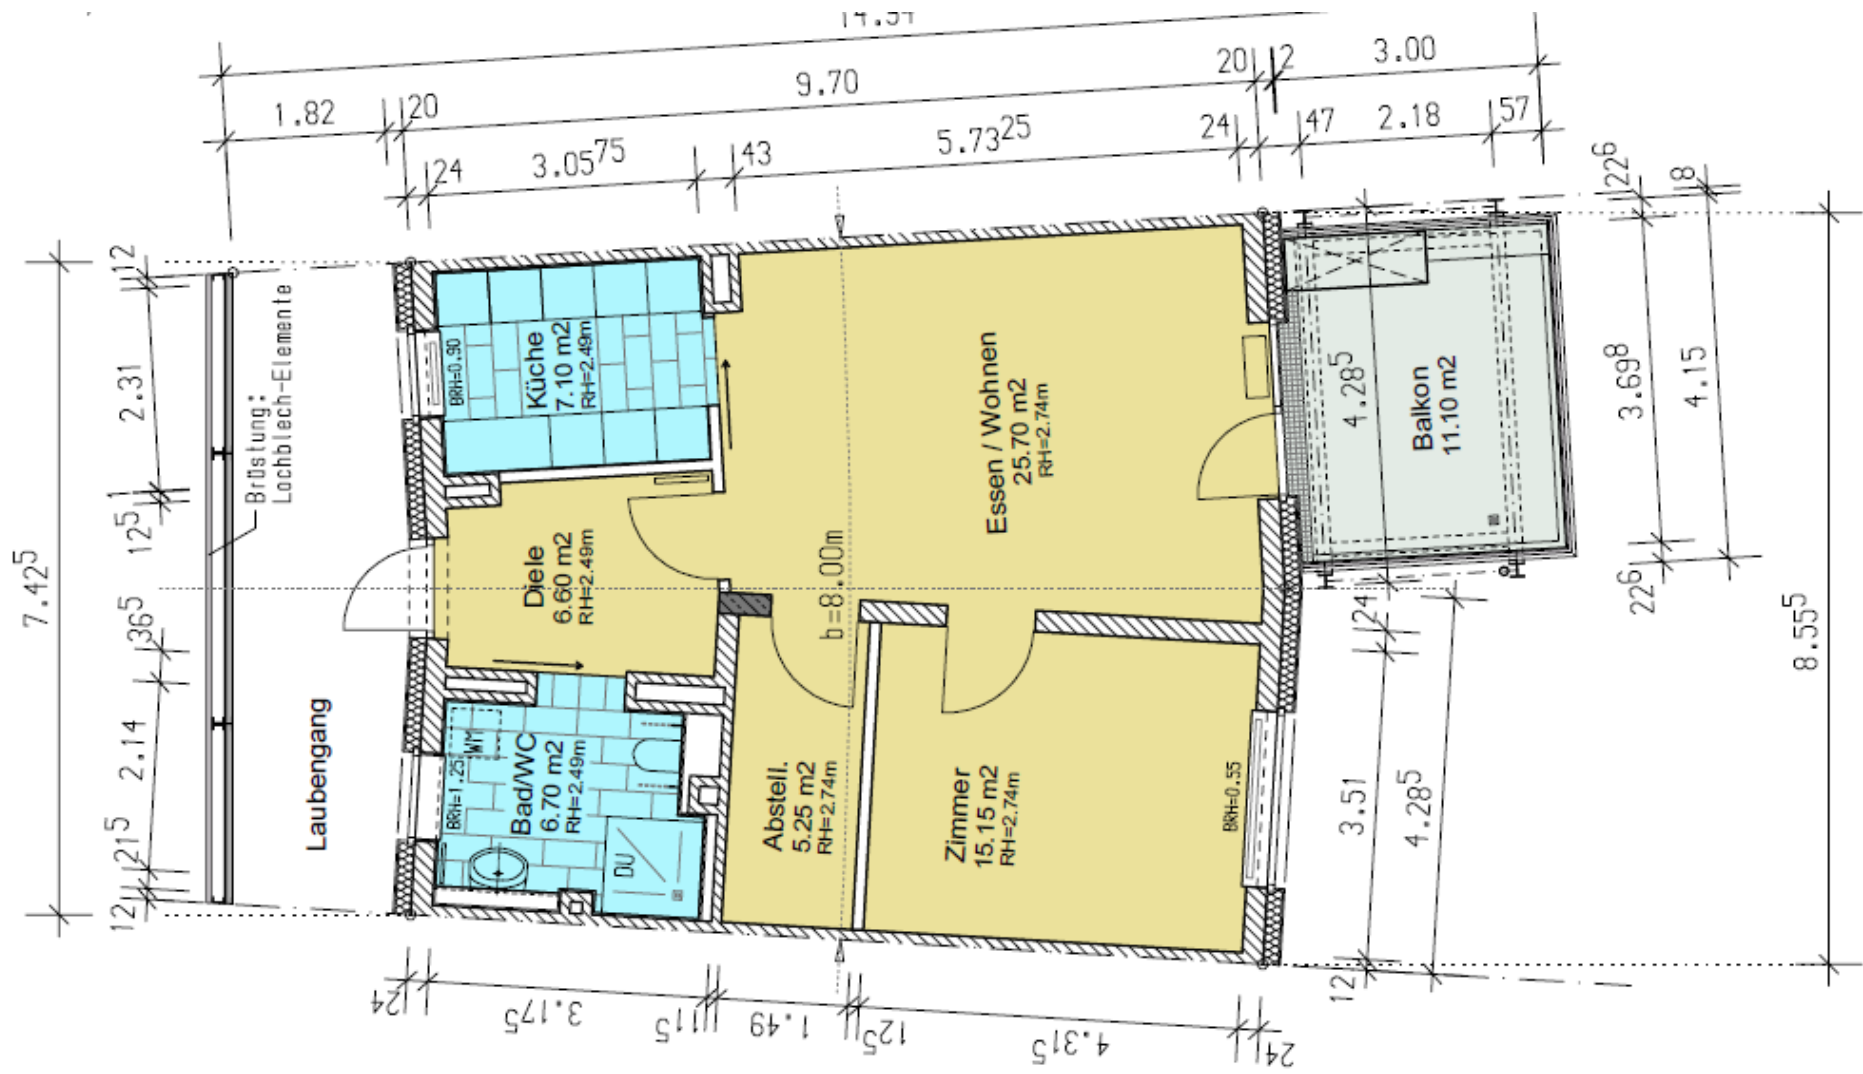 14.34
20
2
3.00
9.70
1.82
20
47
2.18
57
24
3.05⁷⁵
43
5.73²⁵
24
22⁶
8
12
2.31
1
12⁵
7.42⁵
36⁵
2.14
21⁵
12
Brüstung:
Lochblech-Elemente
Laubengang
BRH=0.90
Küche
7.10 m2
RH=2.49m
Diele
6.60 m2
RH=2.49m
BRH=1.25
WM
Bad/WC
6.70 m2
RH=2.49m
DU
Essen / Wohnen
25.70 m2
RH=2.74m
b=8.00m
Abstell.
5.25 m2
RH=2.74m
Zimmer
15.15 m2
RH=2.74m
BRH=0.55
4.28⁵
Balkon
11.10 m2
3.69⁸
4.15
22⁶
24
3.51
4.28⁵
12
8.55⁵
24
3.17⁵
11⁵
1.49
12⁵
4.31⁵
24